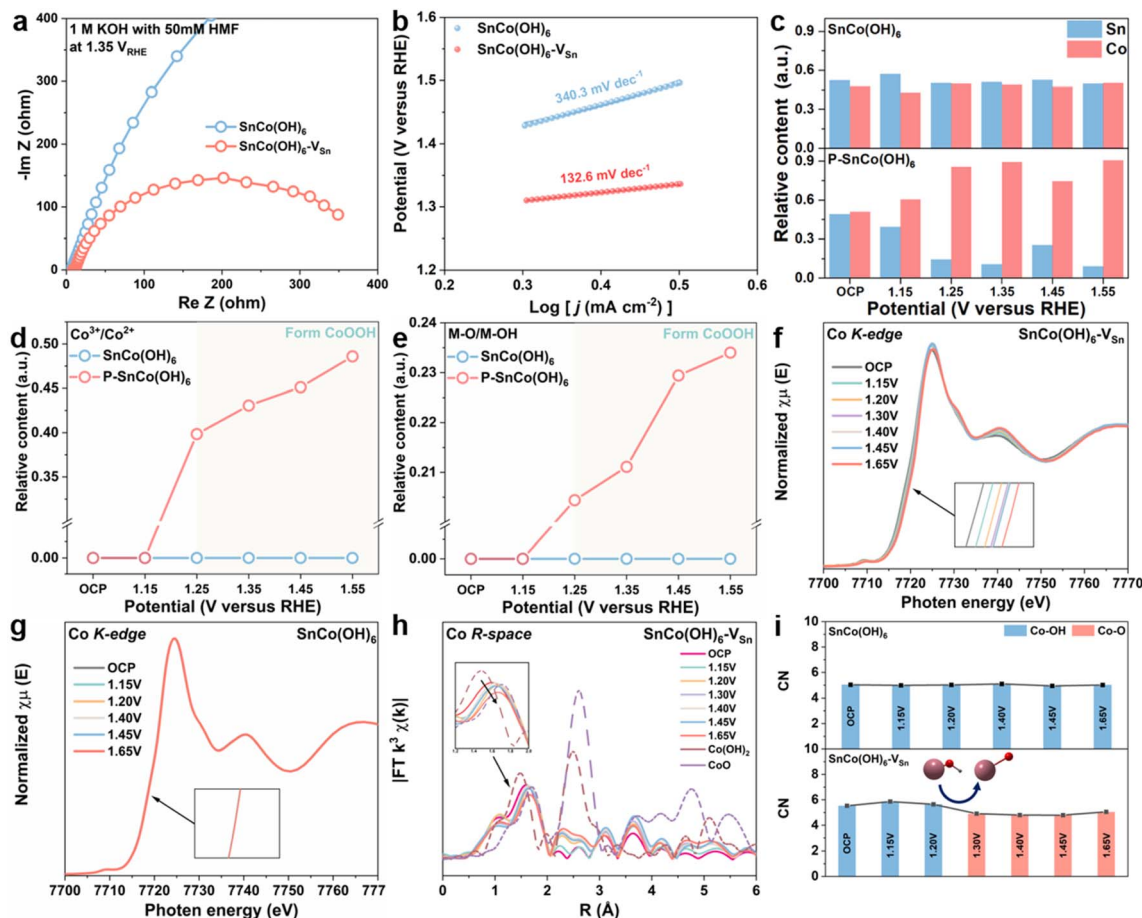 a
1 M KOH with 50mM HMF
at 1.35 V_RHE
SnCo(OH)₆
SnCo(OH)₆-V_Sn
-Im Z (ohm)
400
300
200
100
0
0 200 400
Re Z (ohm)
b
SnCo(OH)₆
SnCo(OH)₆-V_Sn
340.3 mV dec⁻¹
132.6 mV dec⁻¹
Potential (V versus RHE)
1.6
1.5
1.4
1.3
1.2
0.3 0.4 0.5 0.6
Log [ j (mA cm⁻²) ]
c
SnCo(OH)₆
Sn
Co
P-SnCo(OH)₆
Relative content (a.u.)
0.9
0.6
0.3
0.0
0.9
0.6
0.3
0.0
OCP 1.15 1.25 1.35 1.45 1.55
Potential (V versus RHE)
d
Co³⁺/Co²⁺
Form CoOOH
SnCo(OH)₆
P-SnCo(OH)₆
Relative content (a.u.)
0.50
0.45
0.40
0.35
0.00
OCP 1.15 1.25 1.35 1.45 1.55
Potential (V versus RHE)
e
M-O/M-OH
Form CoOOH
SnCo(OH)₆
P-SnCo(OH)₆
Relative content (a.u.)
0.24
0.23
0.22
0.21
0.00
OCP 1.15 1.25 1.35 1.45 1.55
Potential (V versus RHE)
f
Co K-edge
SnCo(OH)₆-V_Sn
OCP
1.15V
1.20V
1.30V
1.40V
1.45V
1.65V
Normalized χμ (E)
7700 7710 7720 7730 7740 7750 7760 7770
Photen energy (eV)
g
Co K-edge
SnCo(OH)₆
OCP
1.15V
1.20V
1.40V
1.45V
1.65V
Normalized χμ (E)
7700 7710 7720 7730 7740 7750 7760 7777
Photen energy (eV)
h
Co R-space
SnCo(OH)₆-V_Sn
OCP
1.15V
1.20V
1.30V
1.40V
1.45V
1.65V
Co(OH)₂
CoO
|FT k³ χ(k)|
0 1 2 3 4 5 6
R (Å)
i
SnCo(OH)₆
Co-OH
Co-O
CN
10
8
6
4
2
OCP 1.15V 1.20V 1.40V 1.45V 1.65V
SnCo(OH)₆-V_Sn
CN
10
8
6
4
2
0
OCP 1.15V 1.20V 1.30V 1.40V 1.45V 1.65V